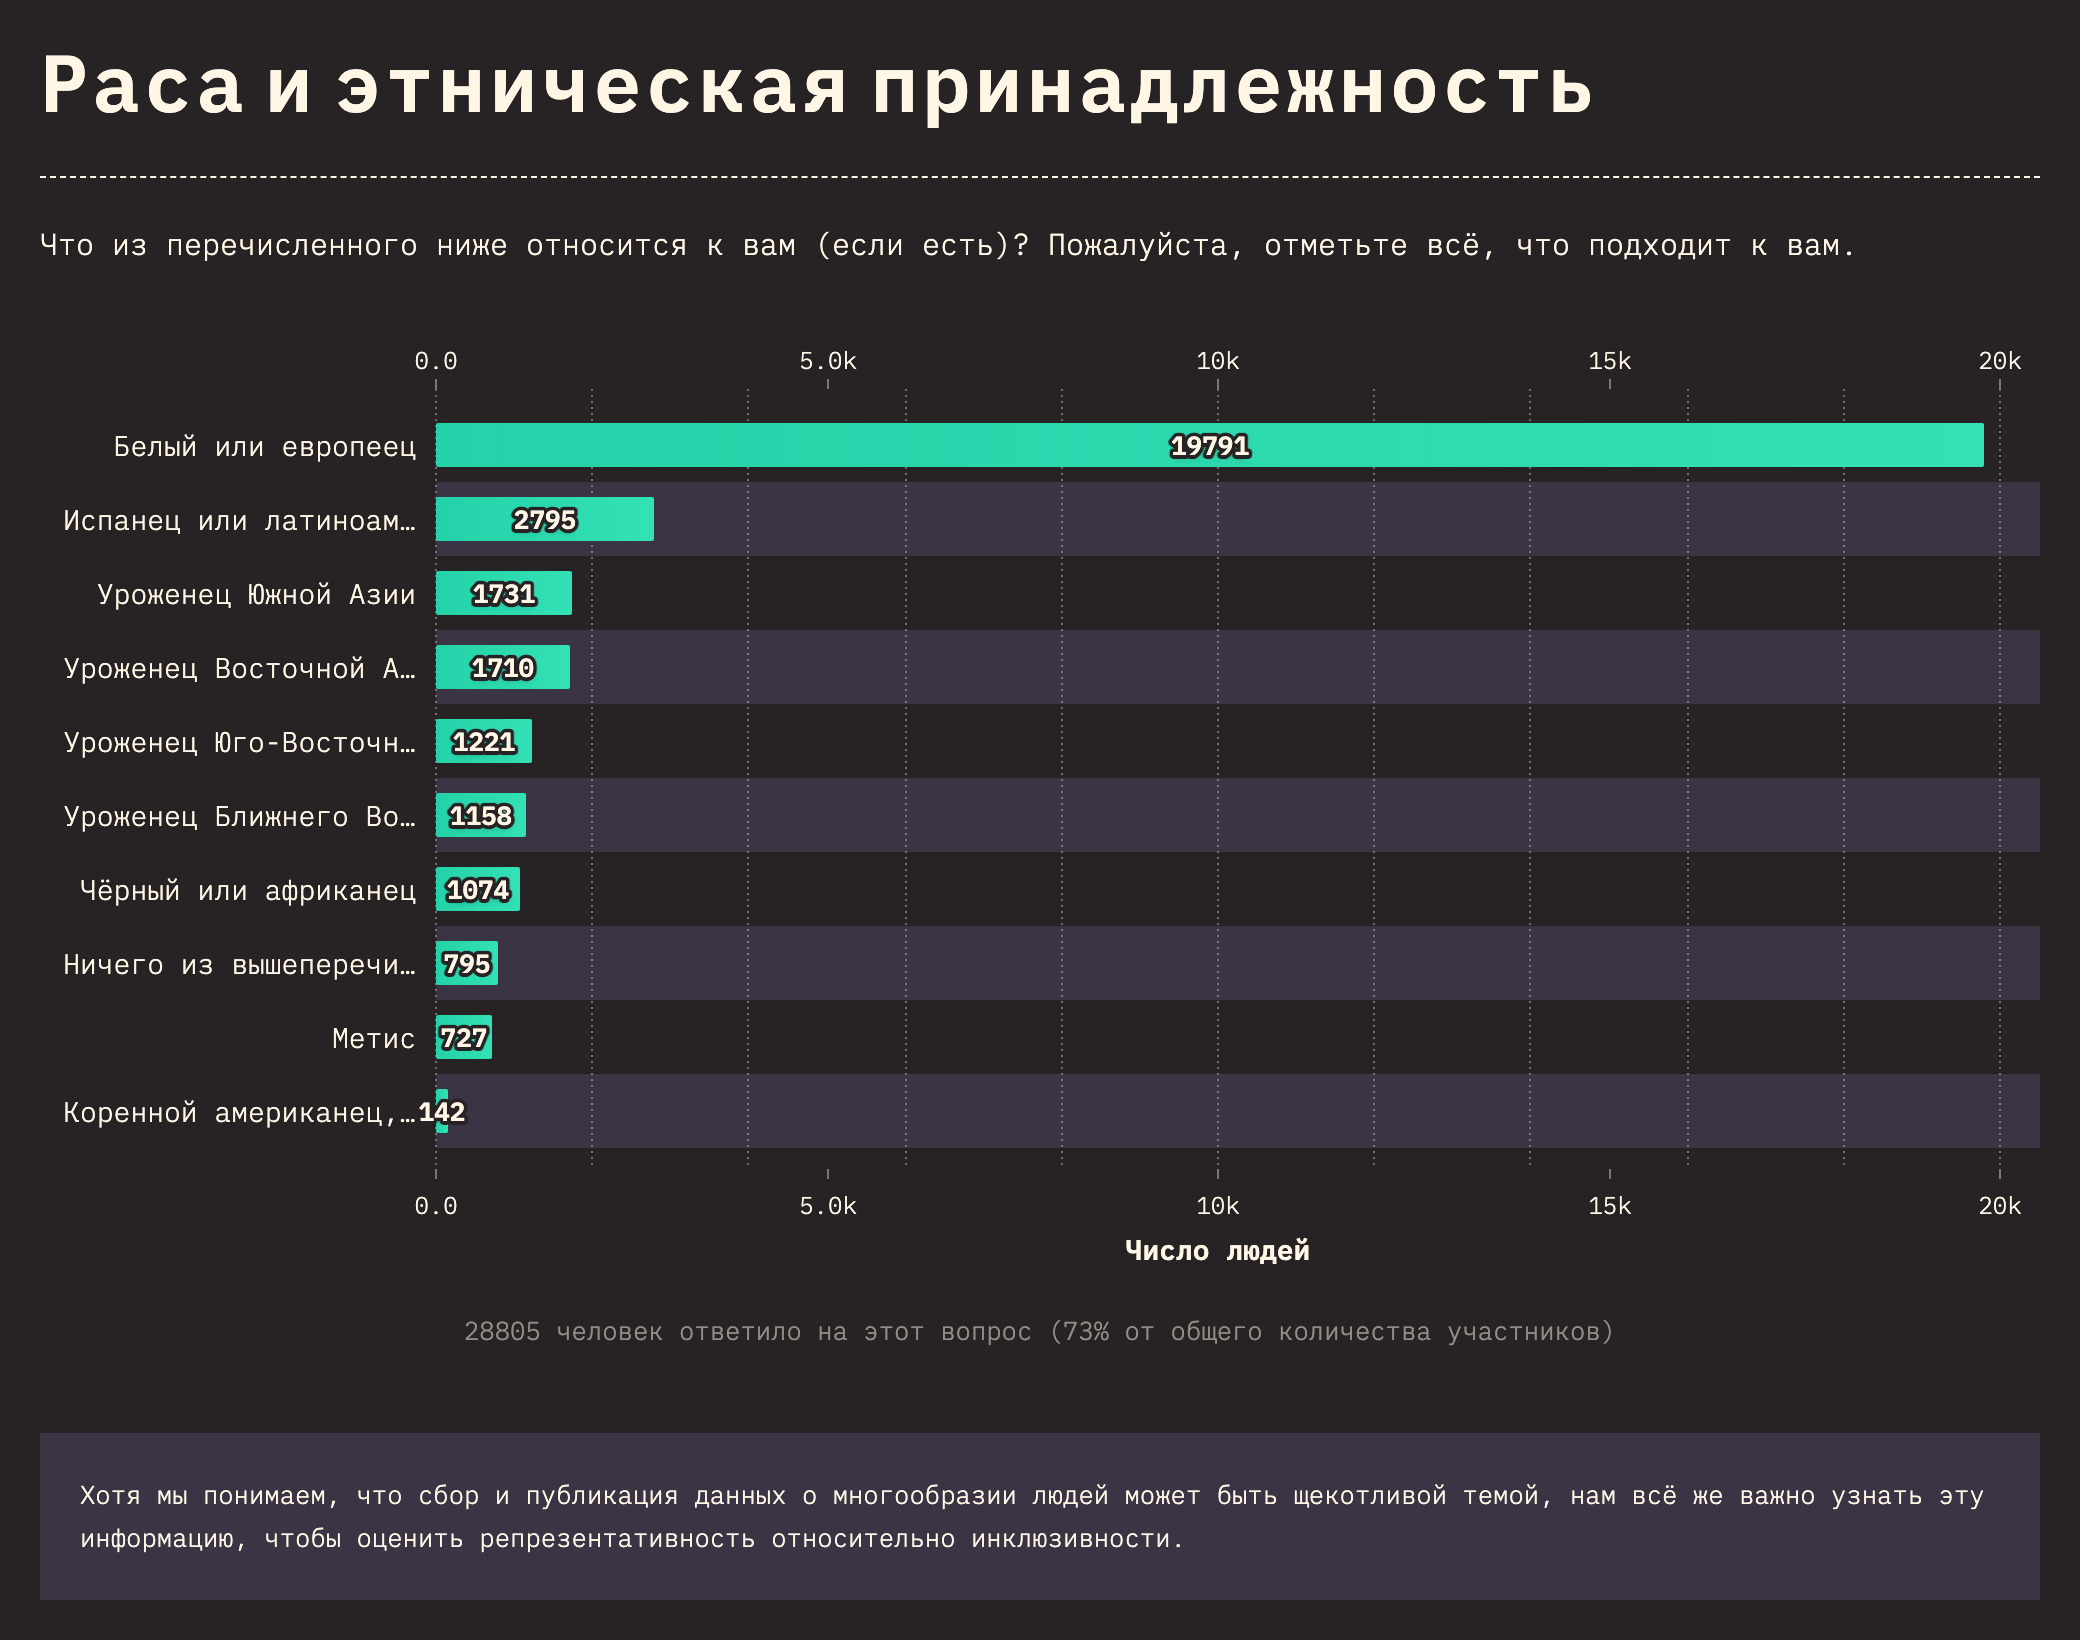 Раса и этническая принадлежность
Что из перечисленного ниже относится к вам (если есть)? Пожалуйста, отметьте всё, что подходит к вам.
0.0 5.0k 10k 15k 20k
Белый или европеец 19791
Испанец или латиноам… 2795
Уроженец Южной Азии 1731
Уроженец Восточной А… 1710
Уроженец Юго-Восточн… 1221
Уроженец Ближнего Во… 1158
Чёрный или африканец 1074
Ничего из вышеперечи… 795
Метис 727
Коренной американец,… 142
0.0 5.0k 10k 15k 20k
Число людей
28805 человек ответило на этот вопрос (73% от общего количества участников)
Хотя мы понимаем, что сбор и публикация данных о многообразии людей может быть щекотливой темой, нам всё же важно узнать эту
информацию, чтобы оценить репрезентативность относительно инклюзивности.